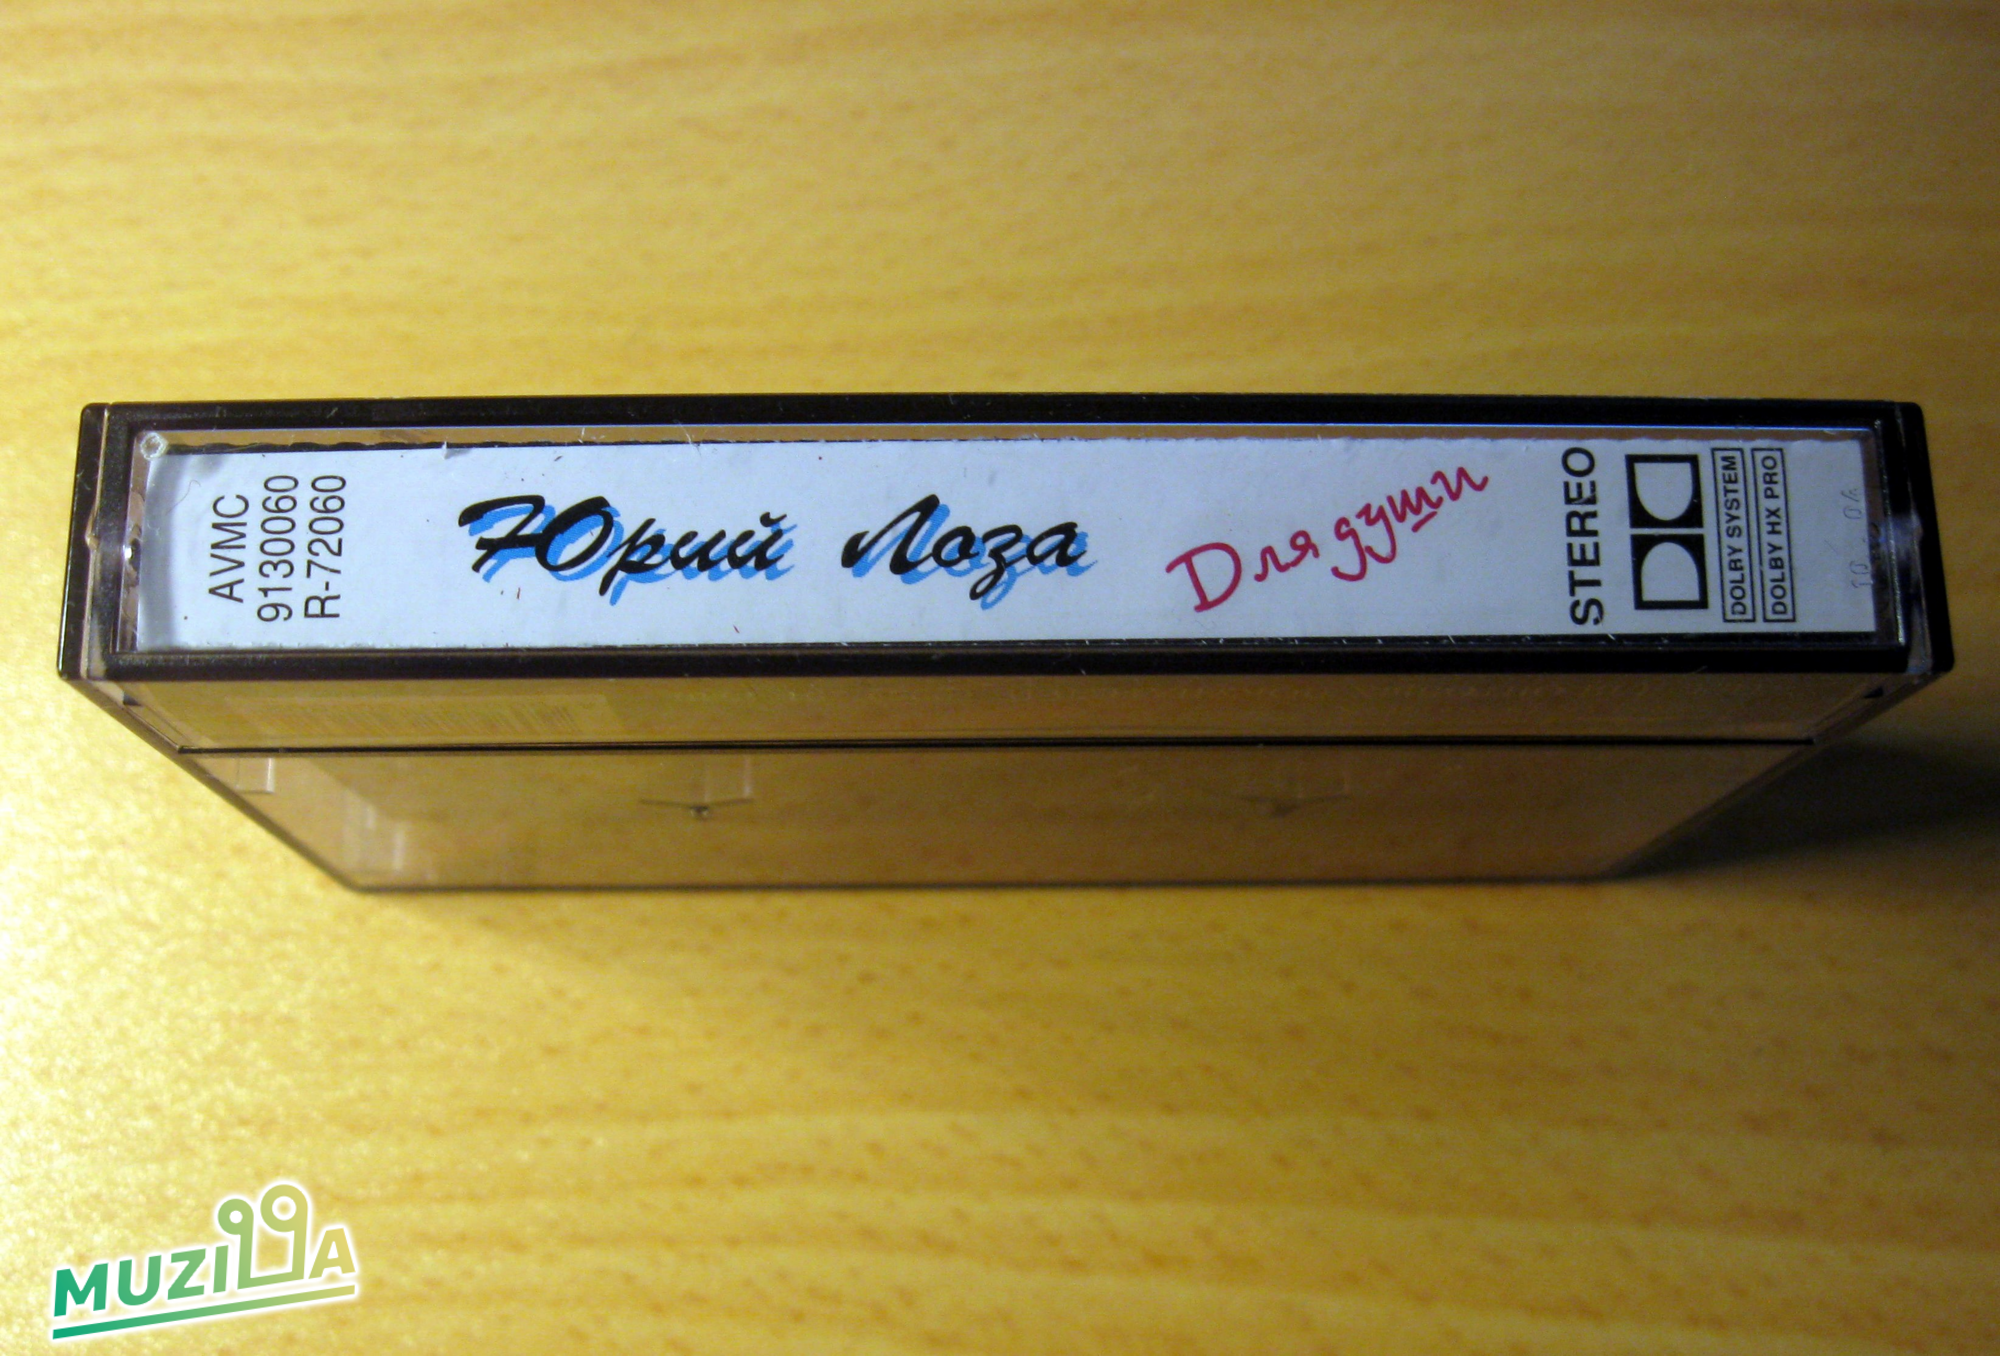 AVMC
9130060
R-72060
Юрий Лоза
Для души
STEREO
DOLBY SYSTEM
DOLBY HX PRO
MUZILLA